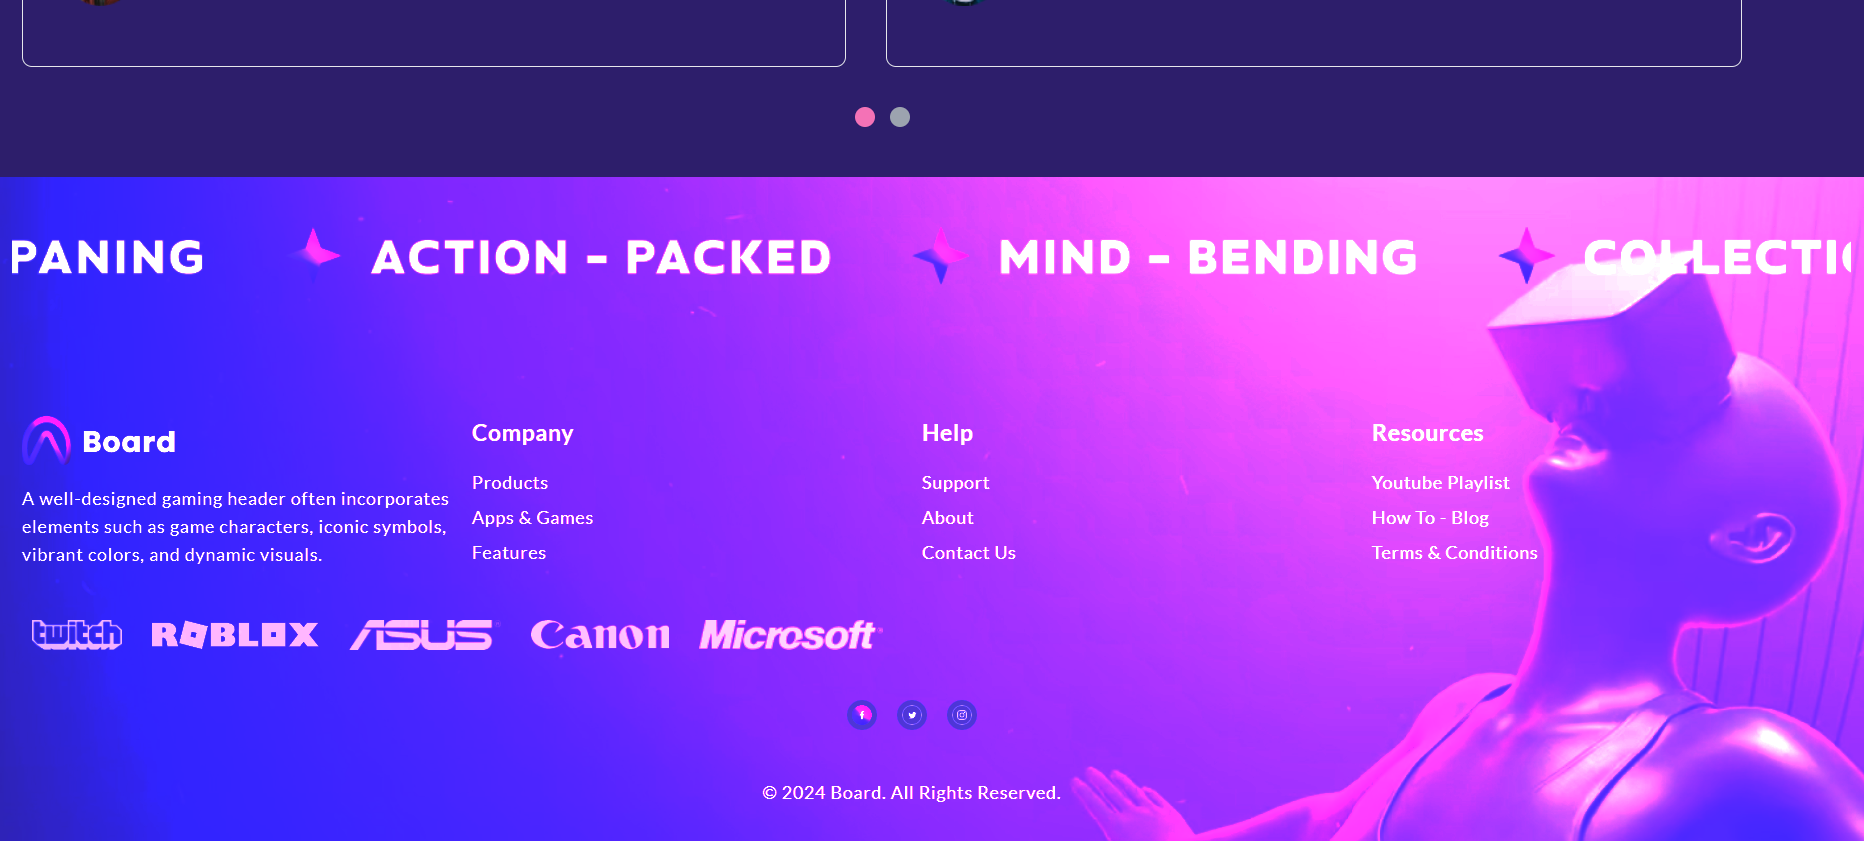 PANING ACTION - PACKED MIND - BENDING COLLECTIO
Board
A well-designed gaming header often incorporates
elements such as game characters, iconic symbols,
vibrant colors, and dynamic visuals.
Company
Products
Apps & Games
Features
Help
Support
About
Contact Us
Resources
Youtube Playlist
How To - Blog
Terms & Conditions
twitch ROBLOX ASUS Canon Microsoft
© 2024 Board. All Rights Reserved.